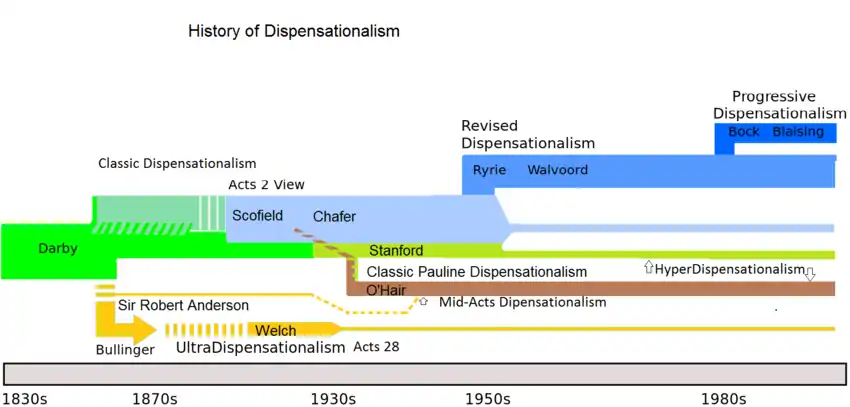 History of Dispensationalism
Progressive
Dispensationalism
Bock Blaising
Revised
Dispensationalism
Classic Dispensationalism
Ryrie Walvoord
Acts 2 View
Scofield Chafer
Darby
Stanford
Classic Pauline Dispensationalism
HyperDispensationalism
O'Hair
Mid-Acts Dipensationalism
Sir Robert Anderson
Welch
Bullinger
UltraDispensationalism Acts 28
1830s 1870s 1930s 1950s 1980s